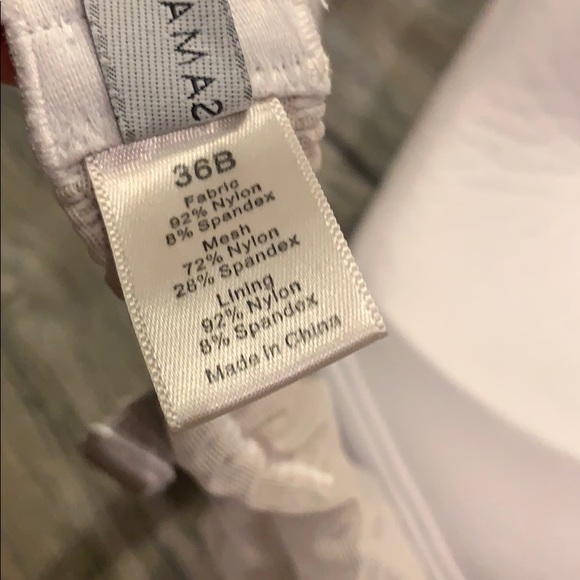 AMAS
36B
Fabric
92% Nylon
8% Spandex
Mesh
72% Nylon
28% Spandex
Lining
92% Nylon
8% Spandex
Made in China